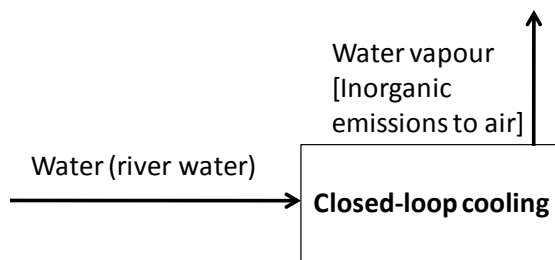 Water vapour
[Inorganic
emissions to air]
Water (river water)
Closed-loop cooling